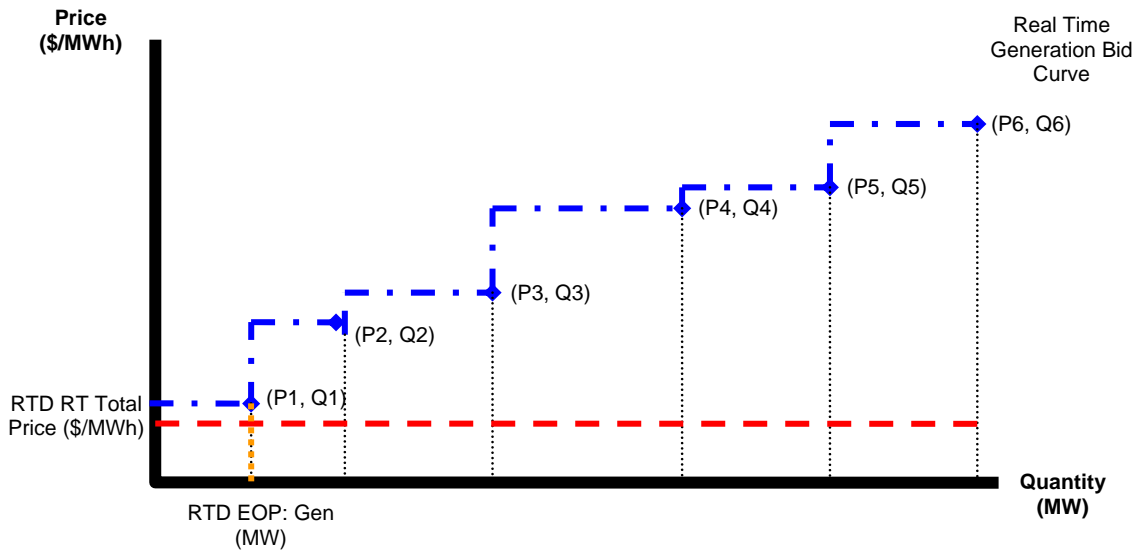 Price
($/MWh)
Real Time
Generation Bid
Curve
(P6, Q6)
(P5, Q5)
(P4, Q4)
(P3, Q3)
(P2, Q2)
(P1, Q1)
RTD RT Total
Price ($/MWh)
Quantity
(MW)
RTD EOP: Gen
(MW)